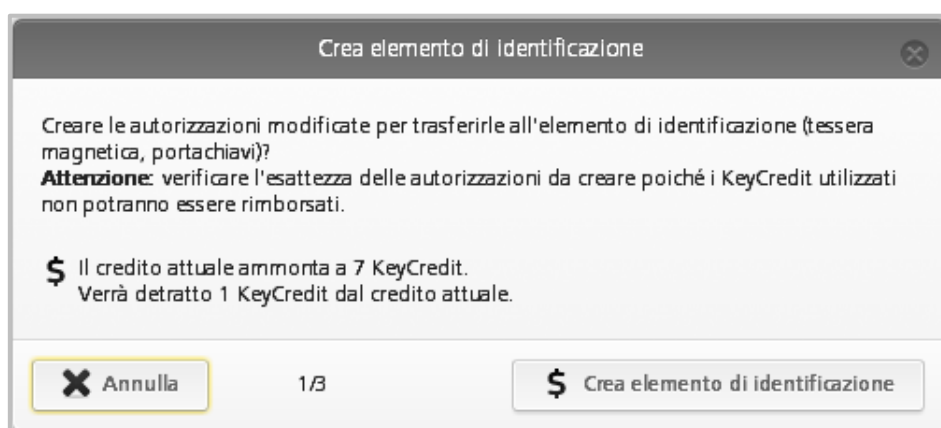 Crea elemento di identificazione
Creare le autorizzazioni modificate per trasferirle all'elemento di identificazione (tessera
magnetica, portachiavi)?
Attenzione: verificare l'esattezza delle autorizzazioni da creare poiché i KeyCredit utilizzati
non potranno essere rimborsati.
$ Il credito attuale ammonta a 7 KeyCredit.
Verrà detratto 1 KeyCredit dal credito attuale.
Annulla
1/3
$ Crea elemento di identificazione